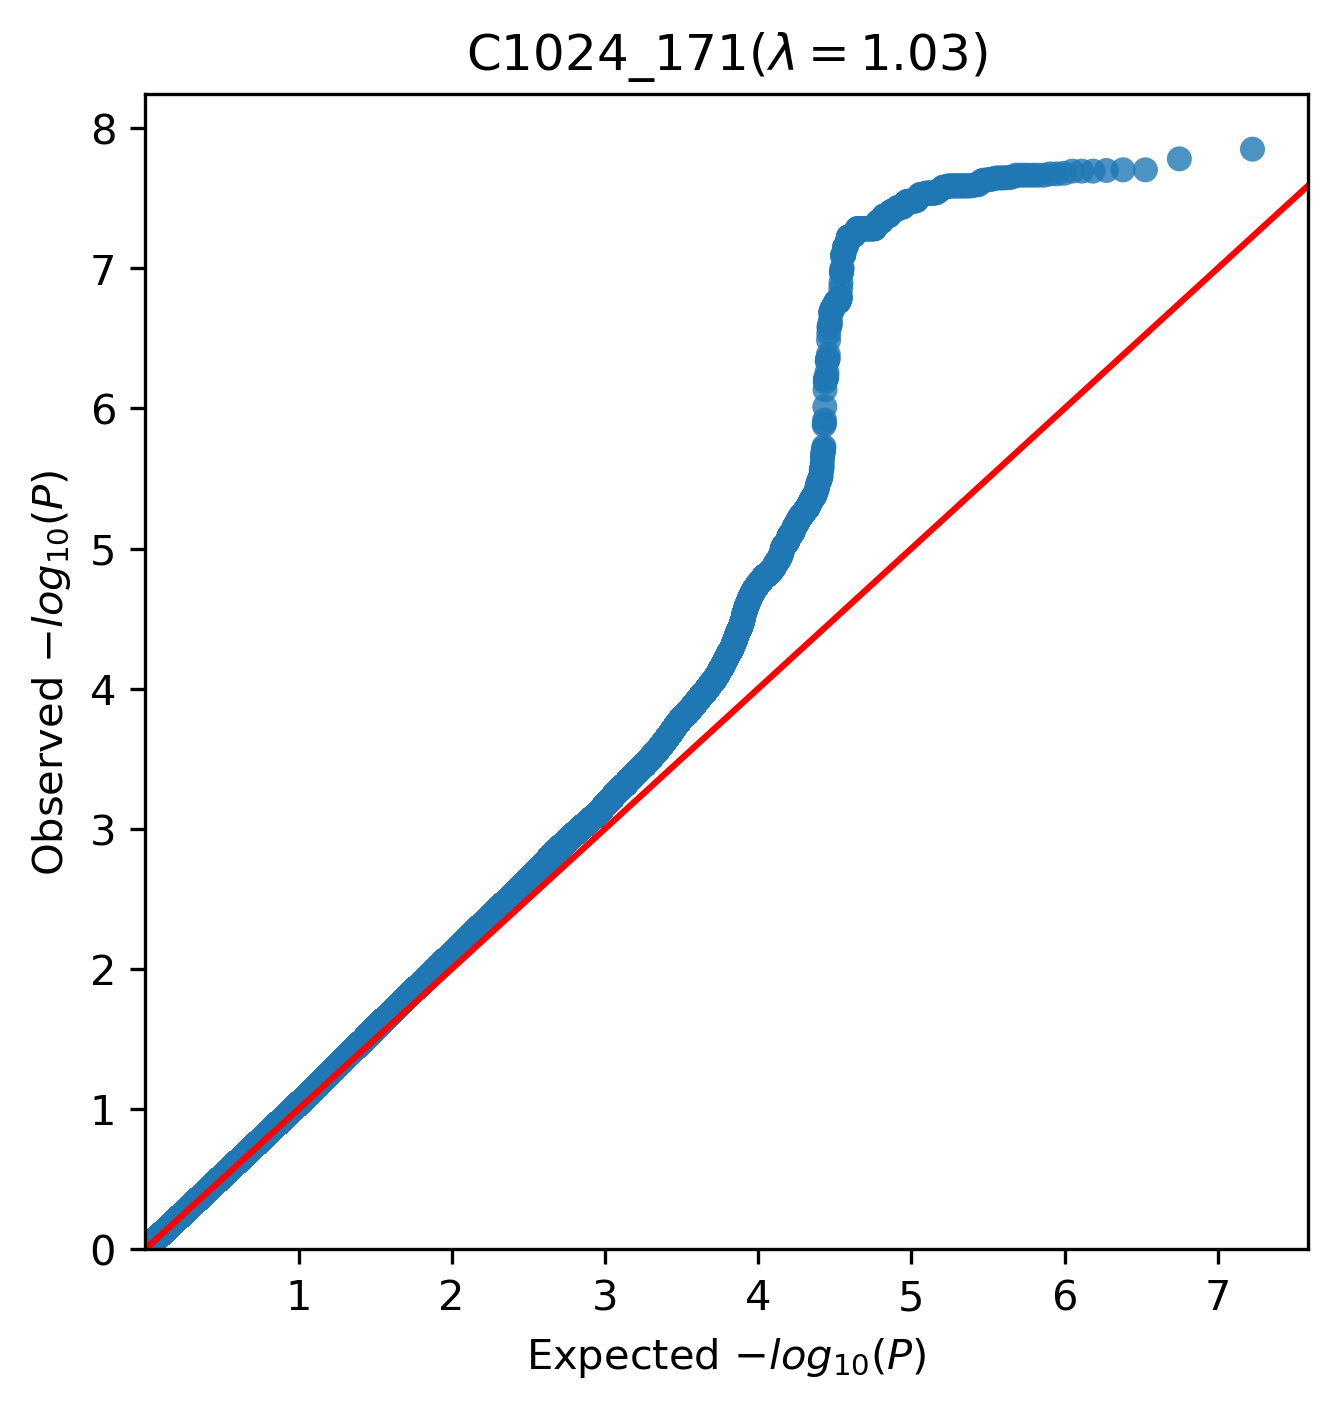 C1024_171(λ = 1.03)
Observed −log₁₀(P)
8
7
6
5
4
3
2
1
0
1 2 3 4 5 6 7
Expected −log₁₀(P)